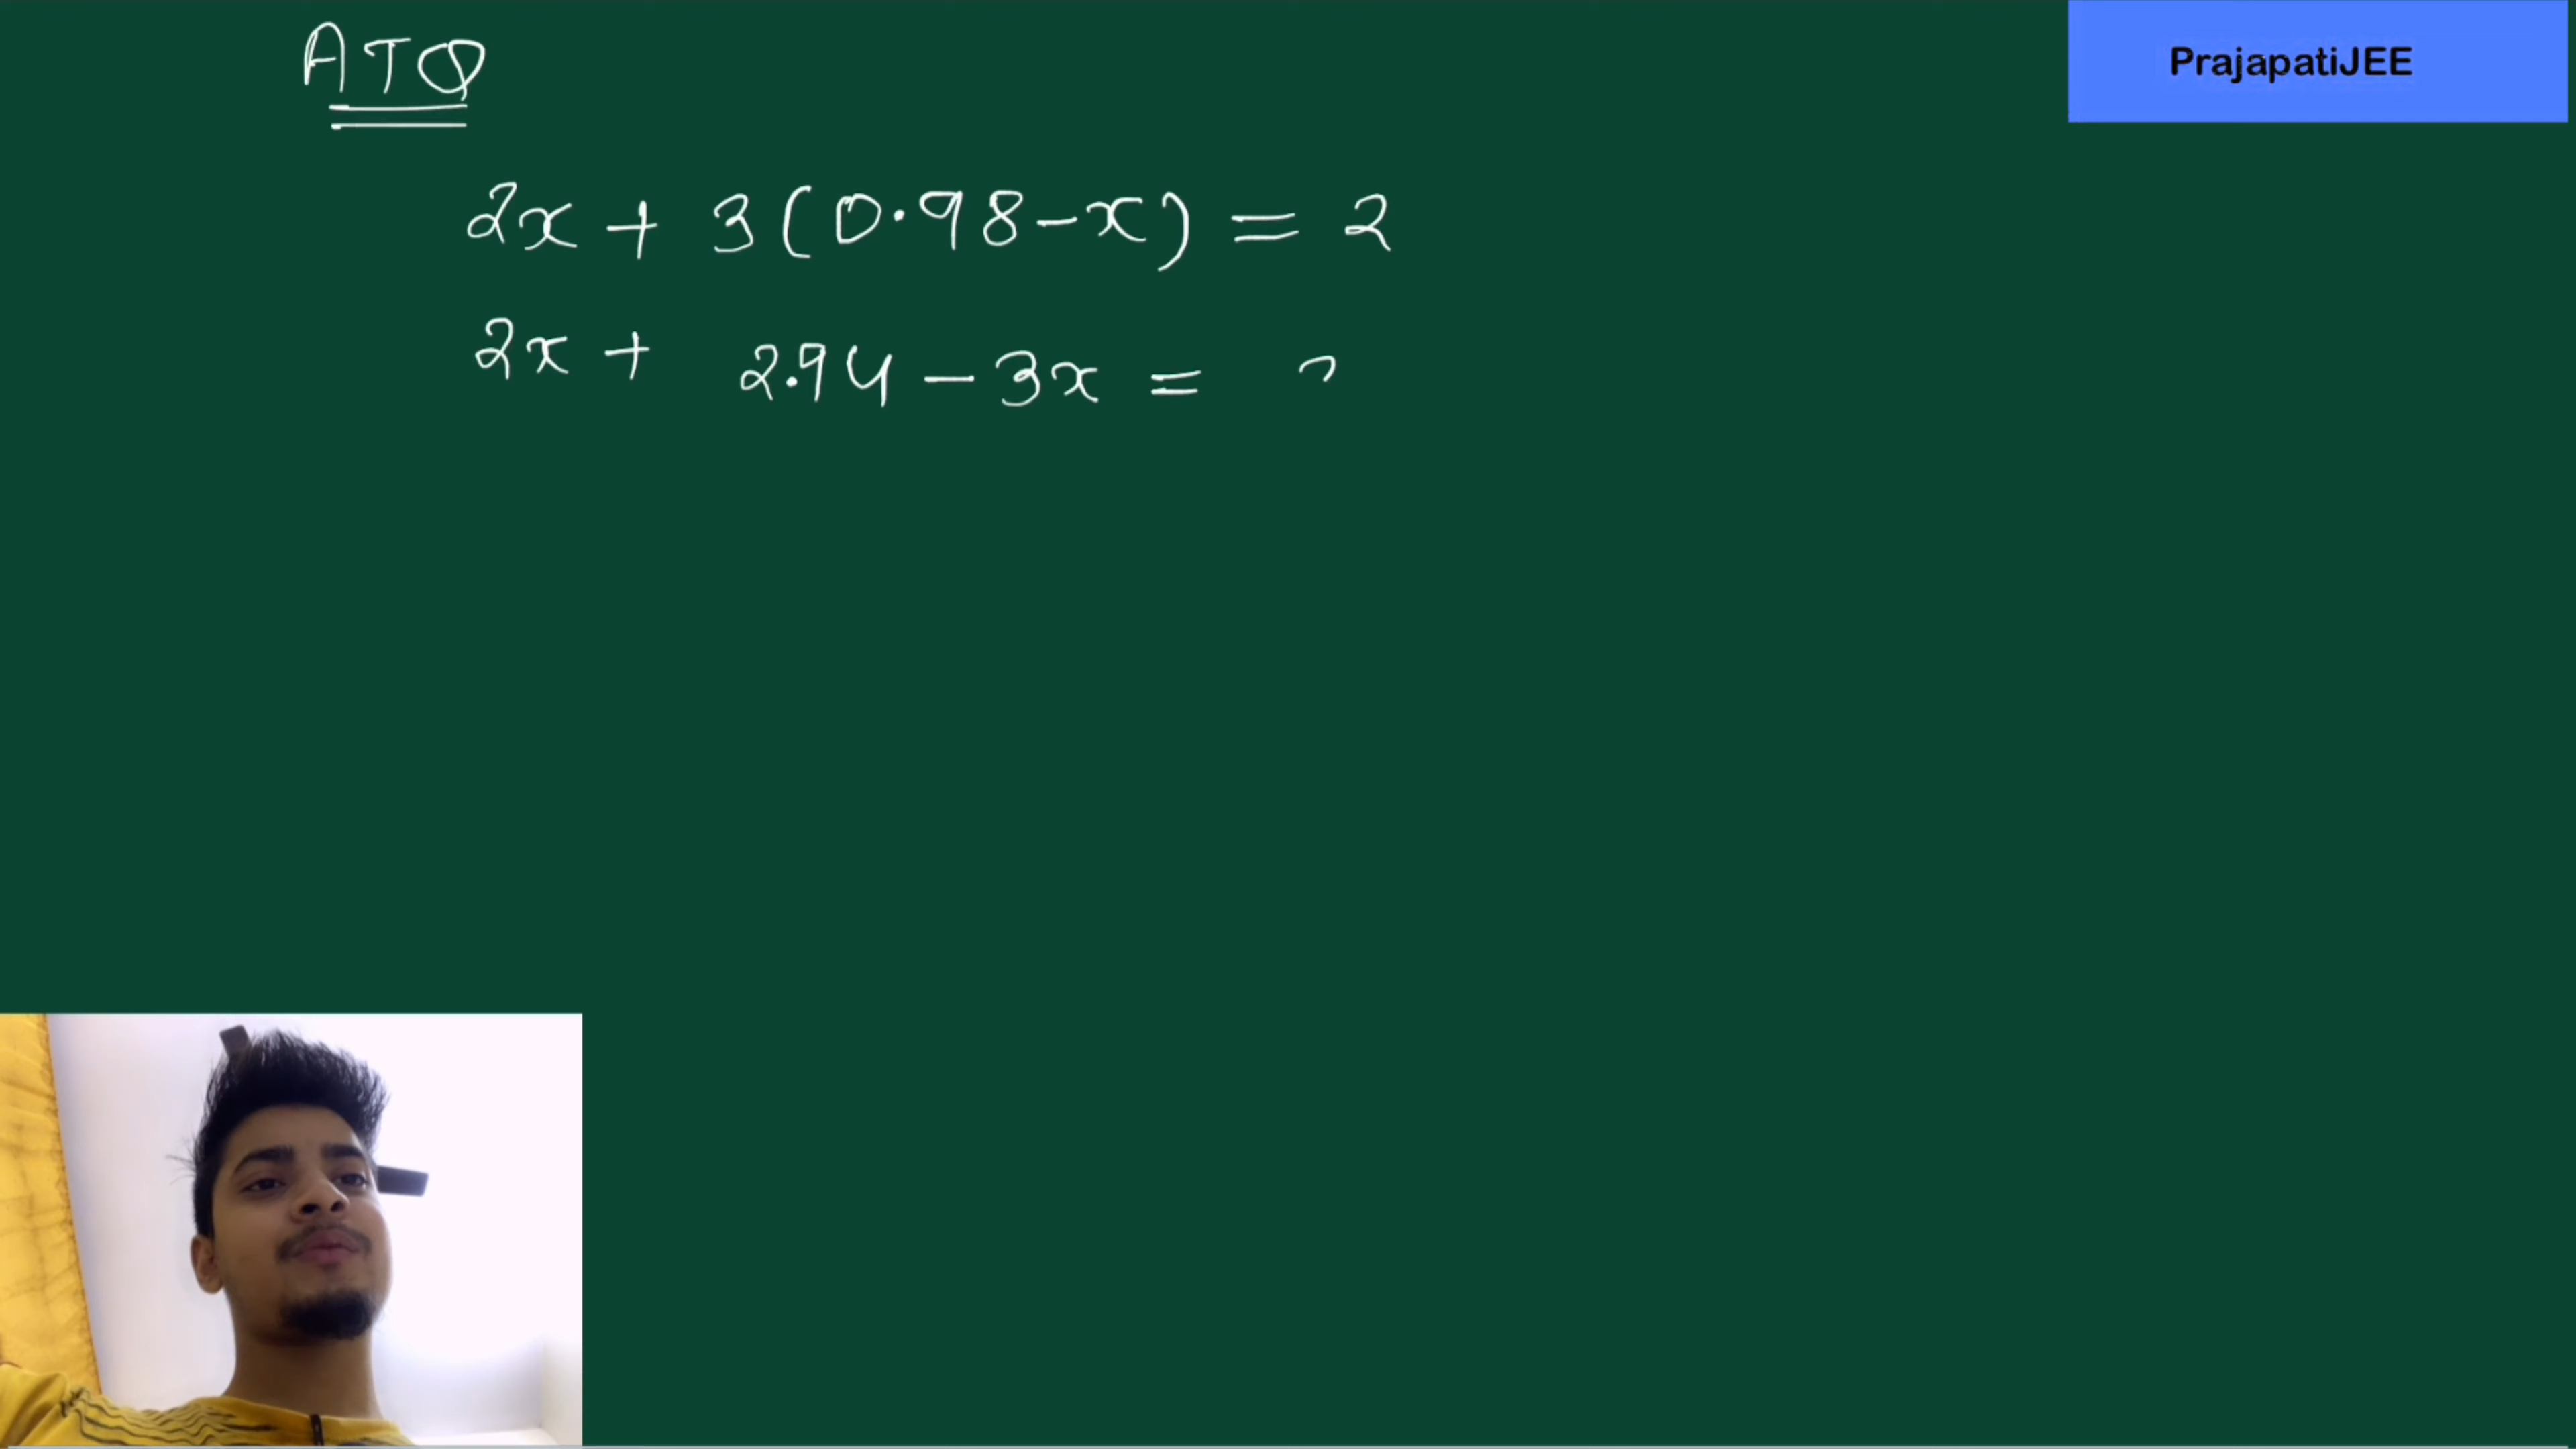 ATQ
PrajapatiJEE
2x + 3(0.98-x) = 2
2x + 2.94 - 3x =